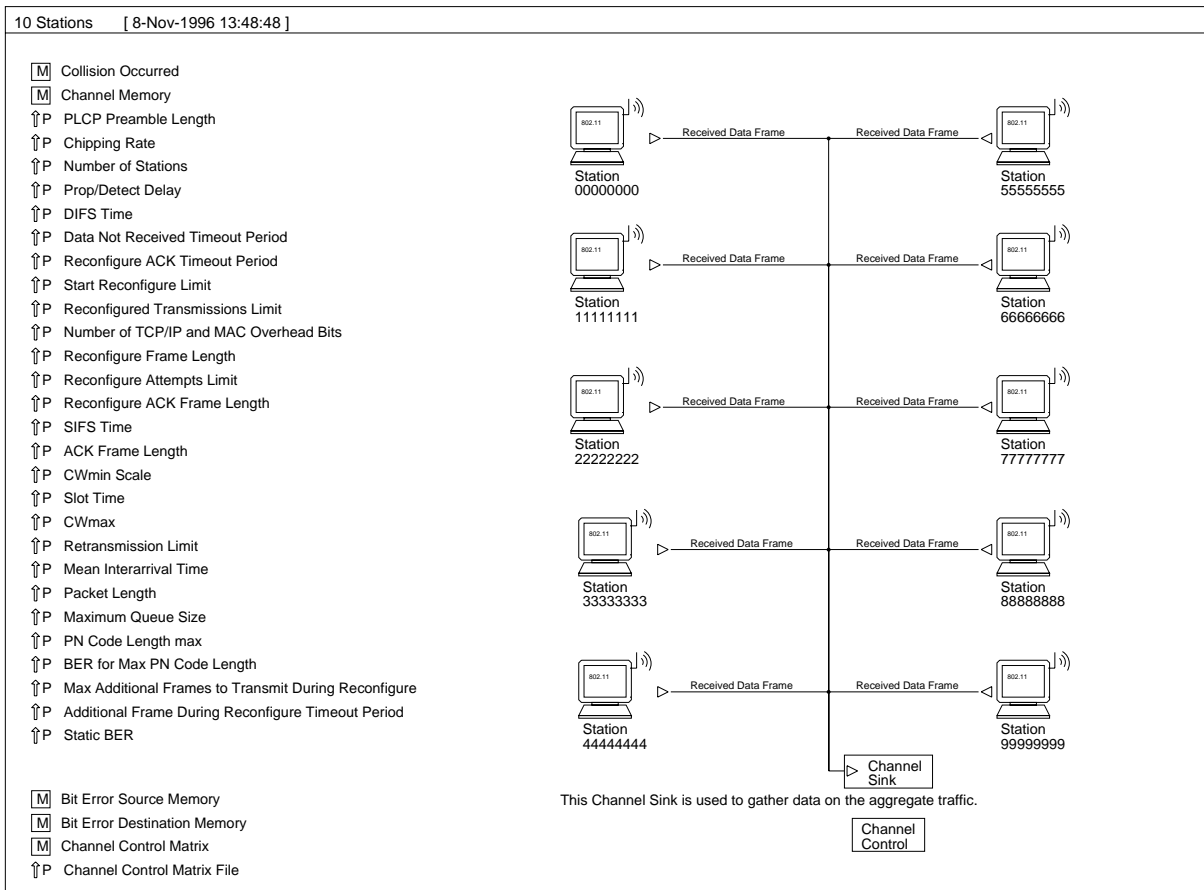 10 Stations [ 8-Nov-1996 13:48:48 ]
M Collision Occurred
M Channel Memory
⇧P PLCP Preamble Length
⇧P Chipping Rate
⇧P Number of Stations
⇧P Prop/Detect Delay
⇧P DIFS Time
⇧P Data Not Received Timeout Period
⇧P Reconfigure ACK Timeout Period
⇧P Start Reconfigure Limit
⇧P Reconfigured Transmissions Limit
⇧P Number of TCP/IP and MAC Overhead Bits
⇧P Reconfigure Frame Length
⇧P Reconfigure Attempts Limit
⇧P Reconfigure ACK Frame Length
⇧P SIFS Time
⇧P ACK Frame Length
⇧P CWmin Scale
⇧P Slot Time
⇧P CWmax
⇧P Retransmission Limit
⇧P Mean Interarrival Time
⇧P Packet Length
⇧P Maximum Queue Size
⇧P PN Code Length max
⇧P BER for Max PN Code Length
⇧P Max Additional Frames to Transmit During Reconfigure
⇧P Additional Frame During Reconfigure Timeout Period
⇧P Static BER
M Bit Error Source Memory
M Bit Error Destination Memory
M Channel Control Matrix
⇧P Channel Control Matrix File
802.11
Received Data Frame
Station
00000000
Received Data Frame
802.11
Station
55555555
802.11
Received Data Frame
Station
11111111
Received Data Frame
802.11
Station
66666666
802.11
Received Data Frame
Station
22222222
Received Data Frame
802.11
Station
77777777
802.11
Received Data Frame
Station
33333333
Received Data Frame
802.11
Station
88888888
802.11
Received Data Frame
Station
44444444
Received Data Frame
802.11
Station
99999999
Channel
Sink
This Channel Sink is used to gather data on the aggregate traffic.
Channel
Control